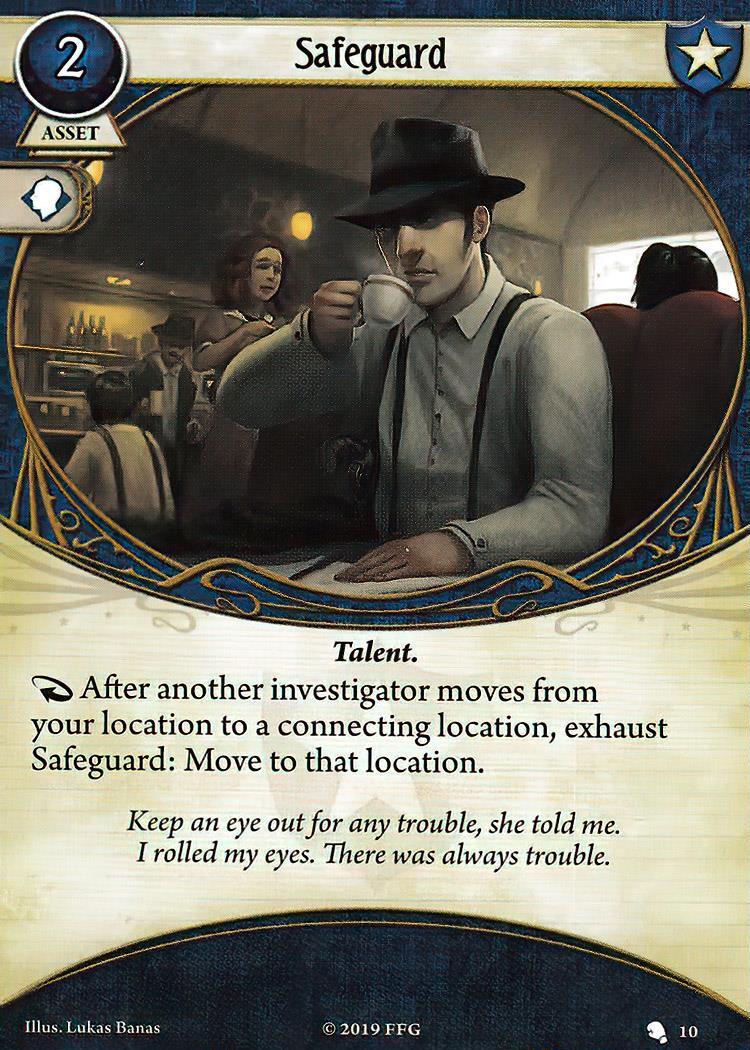 2
Safeguard
ASSET
Talent.
After another investigator moves from
your location to a connecting location, exhaust
Safeguard: Move to that location.
Keep an eye out for any trouble, she told me.
I rolled my eyes. There was always trouble.
Illus. Lukas Banas
© 2019 FFG
10